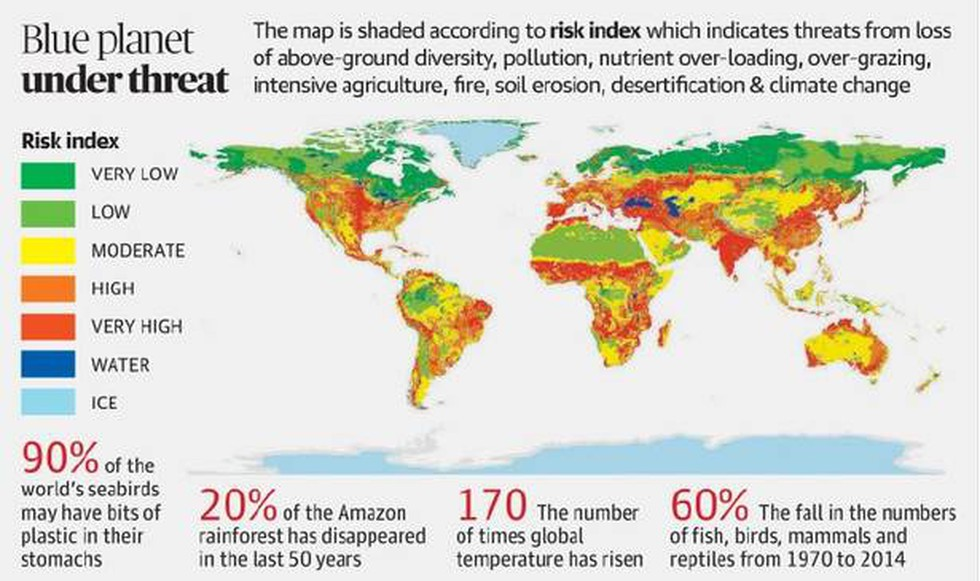 Blue planet
under threat
The map is shaded according to risk index which indicates threats from loss
of above-ground diversity, pollution, nutrient over-loading, over-grazing,
intensive agriculture, fire, soil erosion, desertification & climate change
Risk index
VERY LOW
LOW
MODERATE
HIGH
VERY HIGH
WATER
ICE
90% of the
world's seabirds
may have bits of
plastic in their
stomachs
20% of the Amazon
rainforest has disappeared
in the last 50 years
170 The number
of times global
temperature has risen
60% The fall in the numbers
of fish, birds, mammals and
reptiles from 1970 to 2014